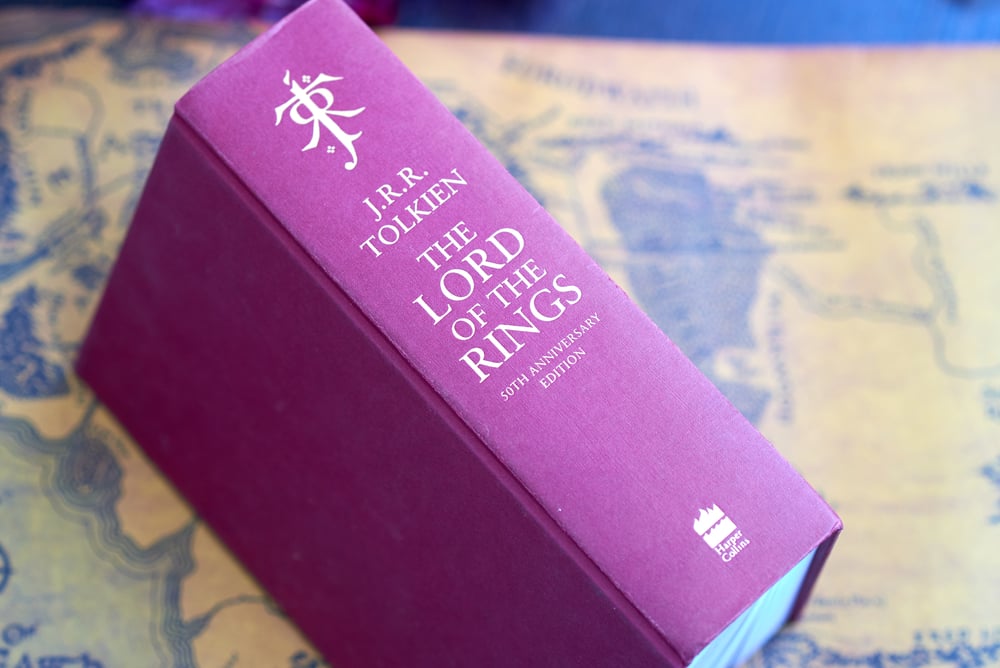 J.R.R.
TOLKIEN
THE
LORD
OF THE
RINGS
50TH ANNIVERSARY
EDITION
Harper
Collins